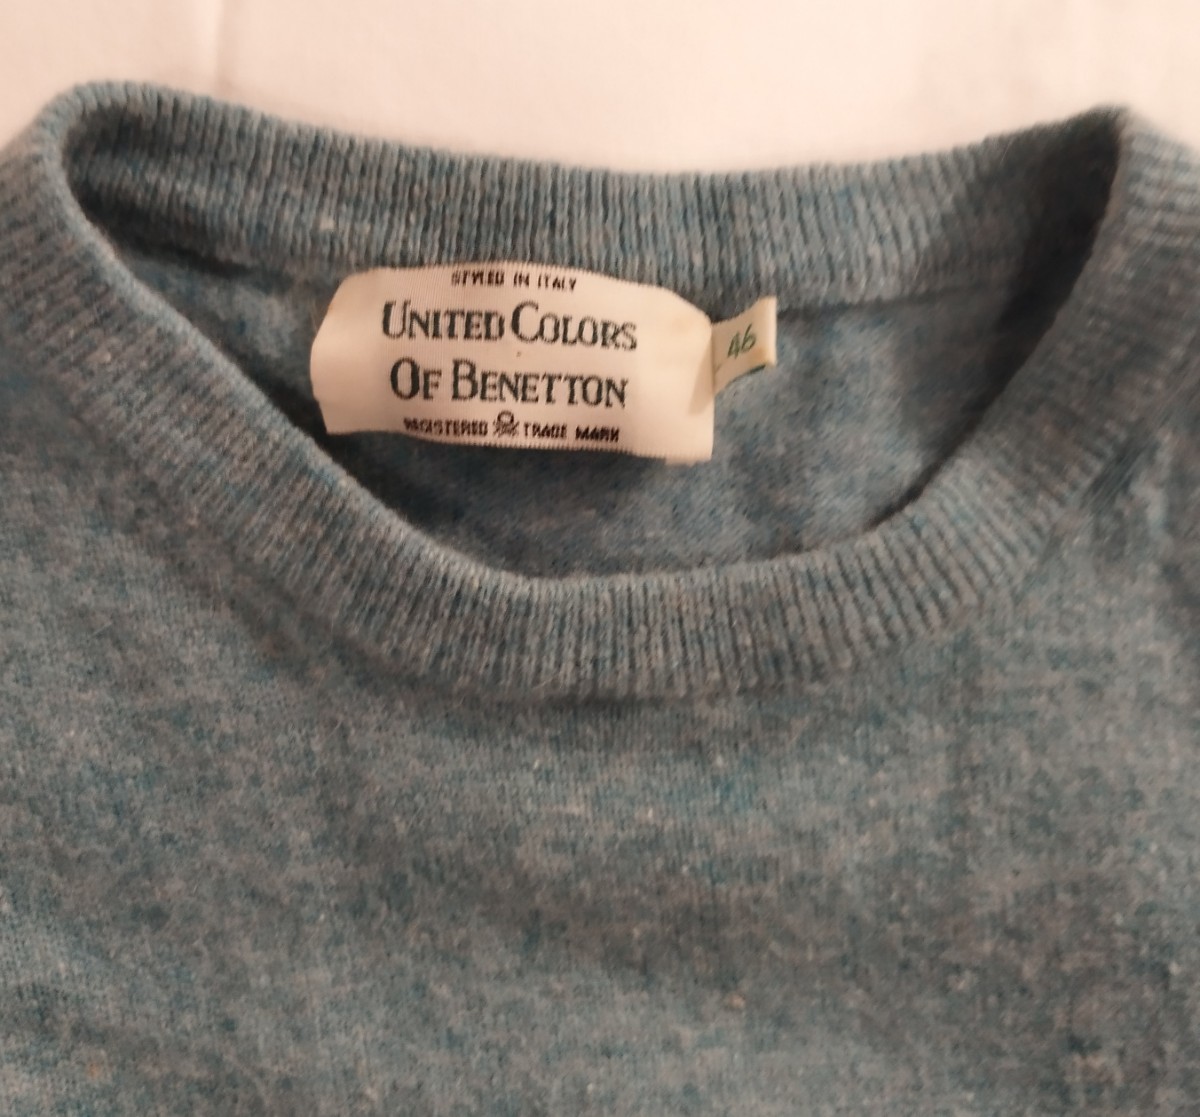 STYLED IN ITALY
UNITED COLORS
OF BENETTON
REGISTERED TRADE MARK
46